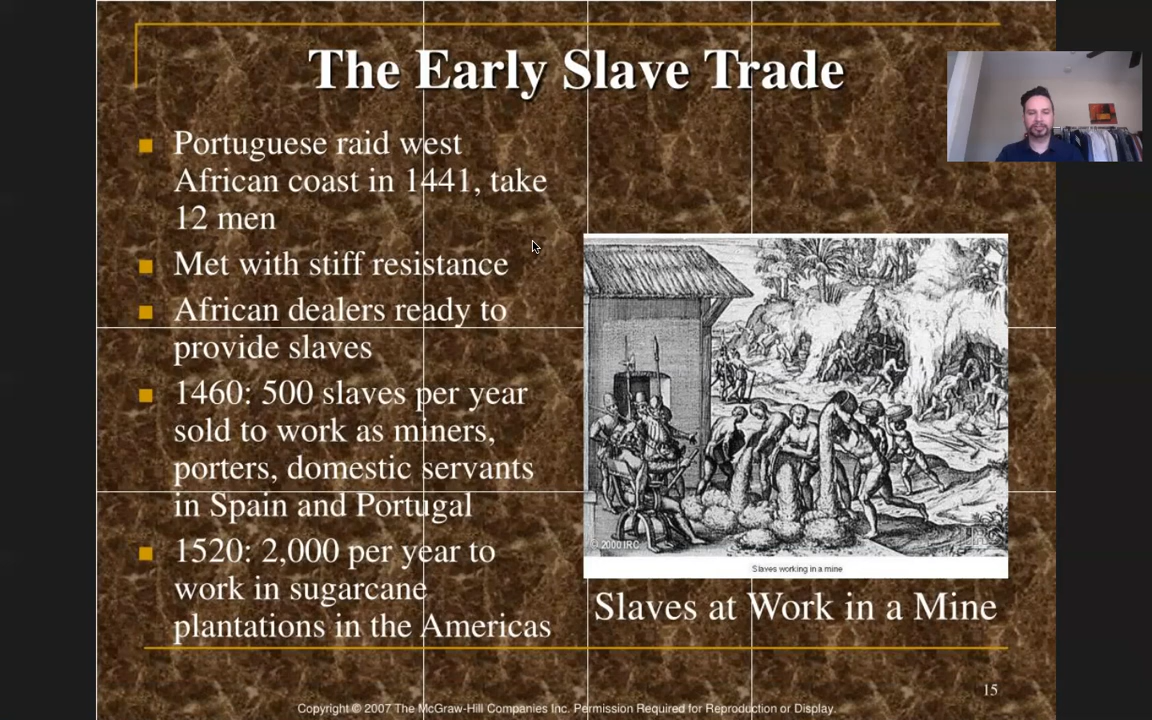 The Early Slave Trade
Portuguese raid west
African coast in 1441, take
12 men
Met with stiff resistance
African dealers ready to
provide slaves
1460: 500 slaves per year
sold to work as miners,
porters, domestic servants
in Spain and Portugal
1520: 2,000 per year to
work in sugarcane
plantations in the Americas
© 2000 IRC
Slaves working in a mine
Slaves at Work in a Mine
15
Copyright © 2007 The McGraw-Hill Companies Inc. Permission Required for Reproduction or Display.